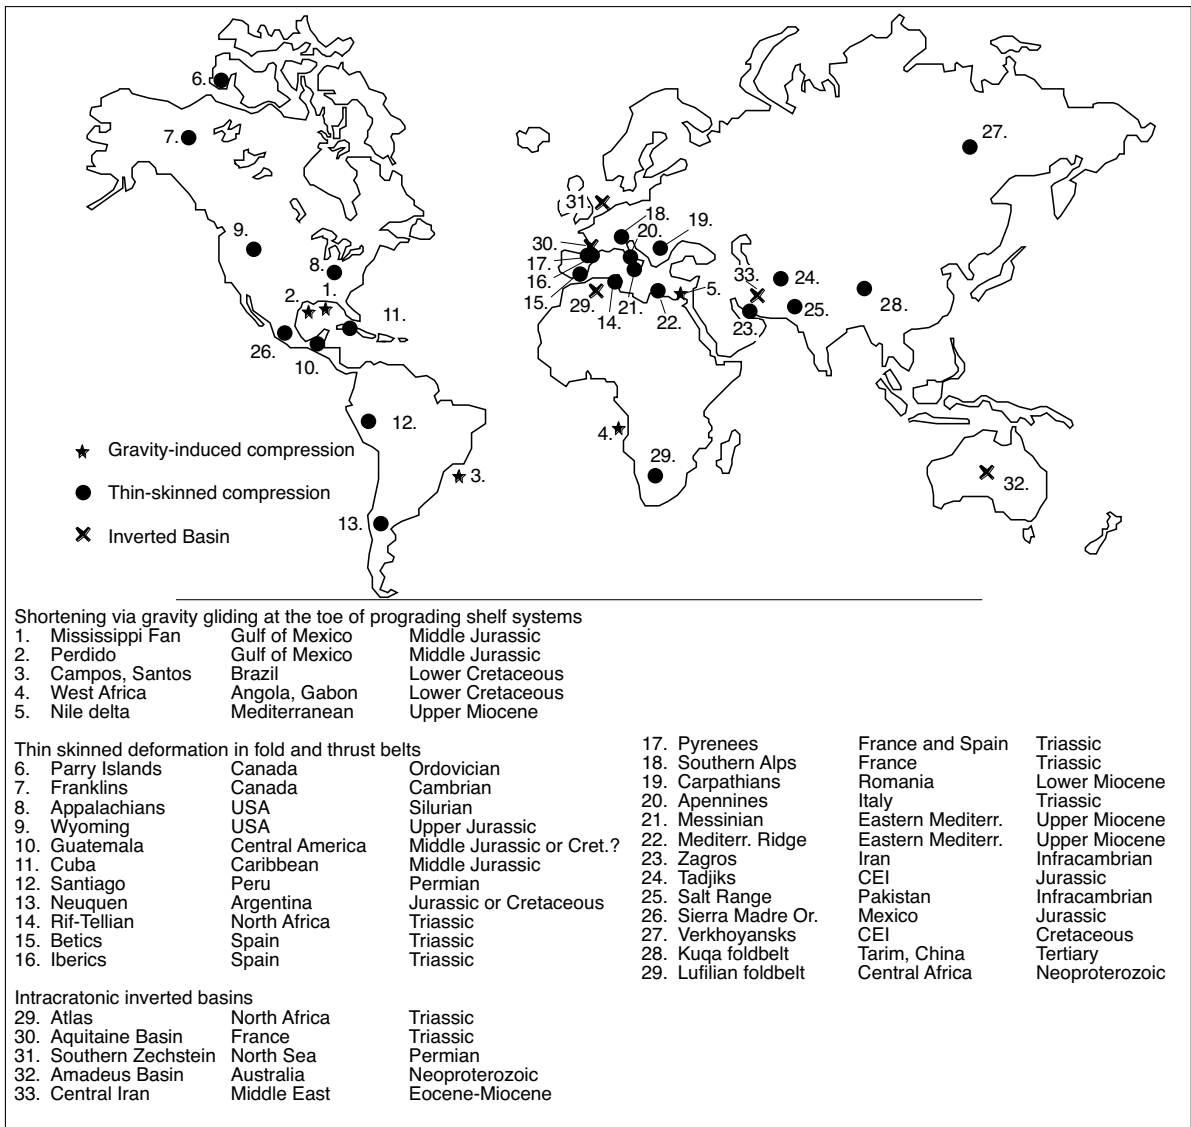 6.
7.
27.
31.
18.
9.
19.
20.
30.
8.
17.
33.
24.
1.
16.
2.
5.
28.
15.
29.
21.
25.
11.
14.
22.
23.
26.
10.
12.
4.
Gravity-induced compression
29.
3.
32.
Thin-skinned compression
13.
Inverted Basin
Shortening via gravity gliding at the toe of prograding shelf systems
1. Mississippi Fan Gulf of Mexico Middle Jurassic
2. Perdido Gulf of Mexico Middle Jurassic
3. Campos, Santos Brazil Lower Cretaceous
4. West Africa Angola, Gabon Lower Cretaceous
5. Nile delta Mediterranean Upper Miocene
Thin skinned deformation in fold and thrust belts
6. Parry Islands Canada Ordovician
7. Franklins Canada Cambrian
8. Appalachians USA Silurian
9. Wyoming USA Upper Jurassic
10. Guatemala Central America Middle Jurassic or Cret.?
11. Cuba Caribbean Middle Jurassic
12. Santiago Peru Permian
13. Neuquen Argentina Jurassic or Cretaceous
14. Rif-Tellian North Africa Triassic
15. Betics Spain Triassic
16. Iberics Spain Triassic
17. Pyrenees France and Spain Triassic
18. Southern Alps France Triassic
19. Carpathians Romania Lower Miocene
20. Apennines Italy Triassic
21. Messinian Eastern Mediterr. Upper Miocene
22. Mediterr. Ridge Eastern Mediterr. Upper Miocene
23. Zagros Iran Infracambrian
24. Tadjiks CEI Jurassic
25. Salt Range Pakistan Infracambrian
26. Sierra Madre Or. Mexico Jurassic
27. Verkhoyansks CEI Cretaceous
28. Kuqa foldbelt Tarim, China Tertiary
29. Lufilian foldbelt Central Africa Neoproterozoic
Intracratonic inverted basins
29. Atlas North Africa Triassic
30. Aquitaine Basin France Triassic
31. Southern Zechstein North Sea Permian
32. Amadeus Basin Australia Neoproterozoic
33. Central Iran Middle East Eocene-Miocene